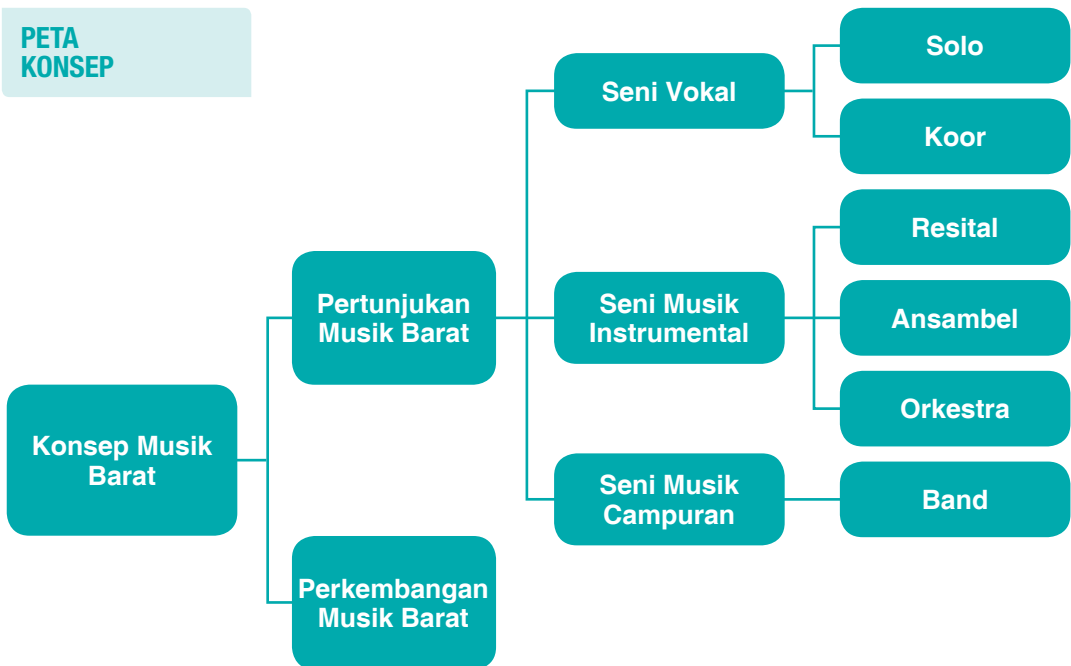 PETA
KONSEP
Konsep Musik
Barat
Pertunjukan
Musik Barat
Perkembangan
Musik Barat
Seni Vokal
Seni Musik
Instrumental
Seni Musik
Campuran
Solo
Koor
Resital
Ansambel
Orkestra
Band